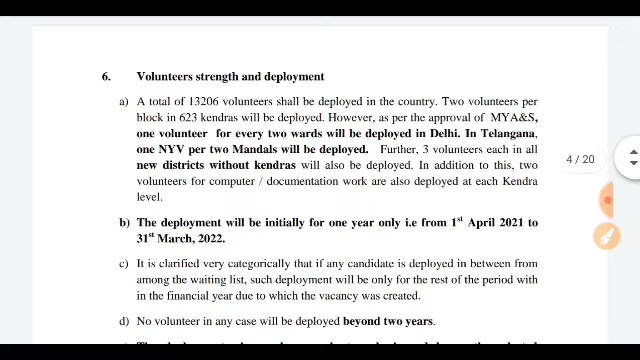 6. Volunteers strength and deployment
a) A total of 13206 volunteers shall be deployed in the country. Two volunteers per
block in 623 kendras will be deployed. However, as per the approval of MYA&S,
one volunteer for every two wards will be deployed in Delhi. In Telangana,
one NYV per two Mandals will be deployed. Further, 3 volunteers each in all
new districts without kendras will also be deployed. In addition to this, two
volunteers for computer / documentation work are also deployed at each Kendra
level.
4 / 20
b) The deployment will be initially for one year only i.e from 1st April 2021 to
31st March, 2022.
c) It is clarified very categorically that if any candidate is deployed in between from
among the waiting list, such deployment will be only for the rest of the period with
in the financial year due to which the vacancy was created.
d) No volunteer in any case will be deployed beyond two years.